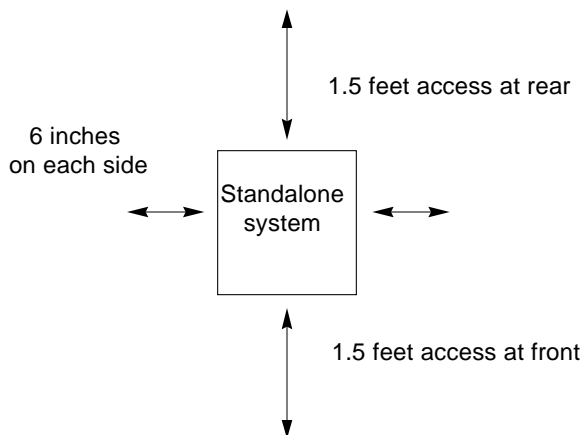 1.5 feet access at rear
6 inches
on each side
Standalone
system
1.5 feet access at front